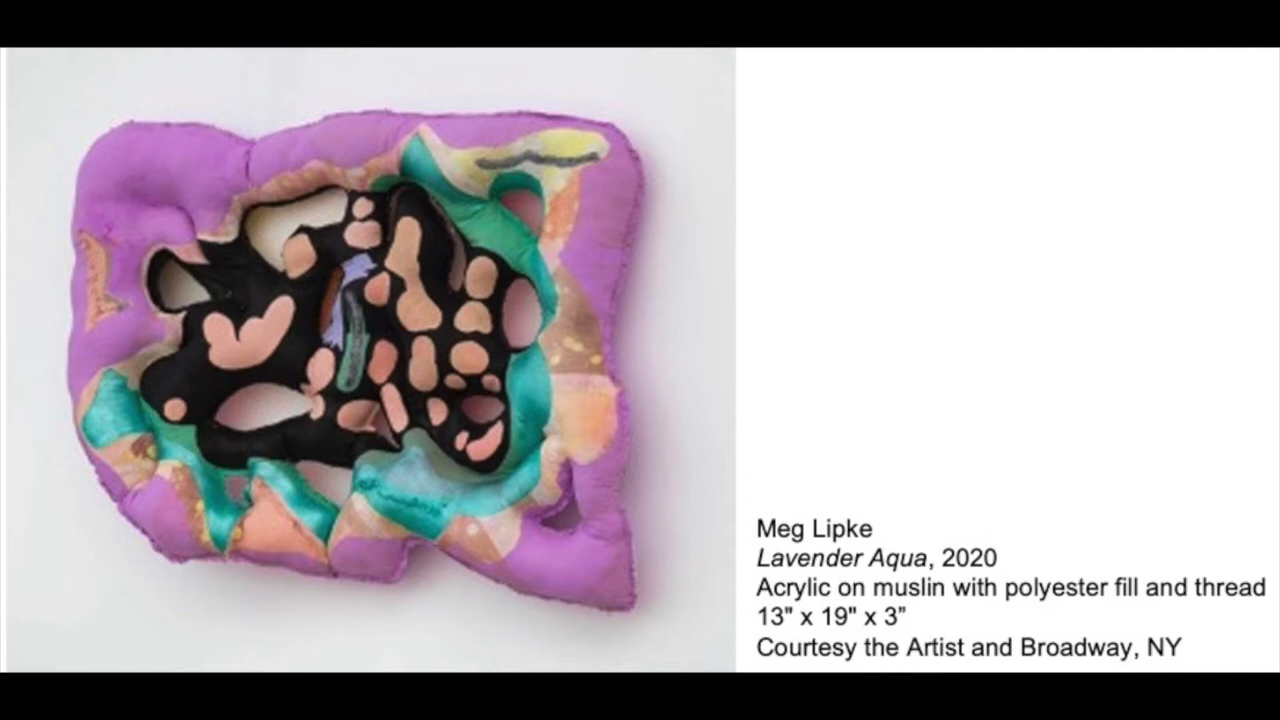 Meg Lipke
Lavender Aqua, 2020
Acrylic on muslin with polyester fill and thread
13" x 19" x 3”
Courtesy the Artist and Broadway, NY